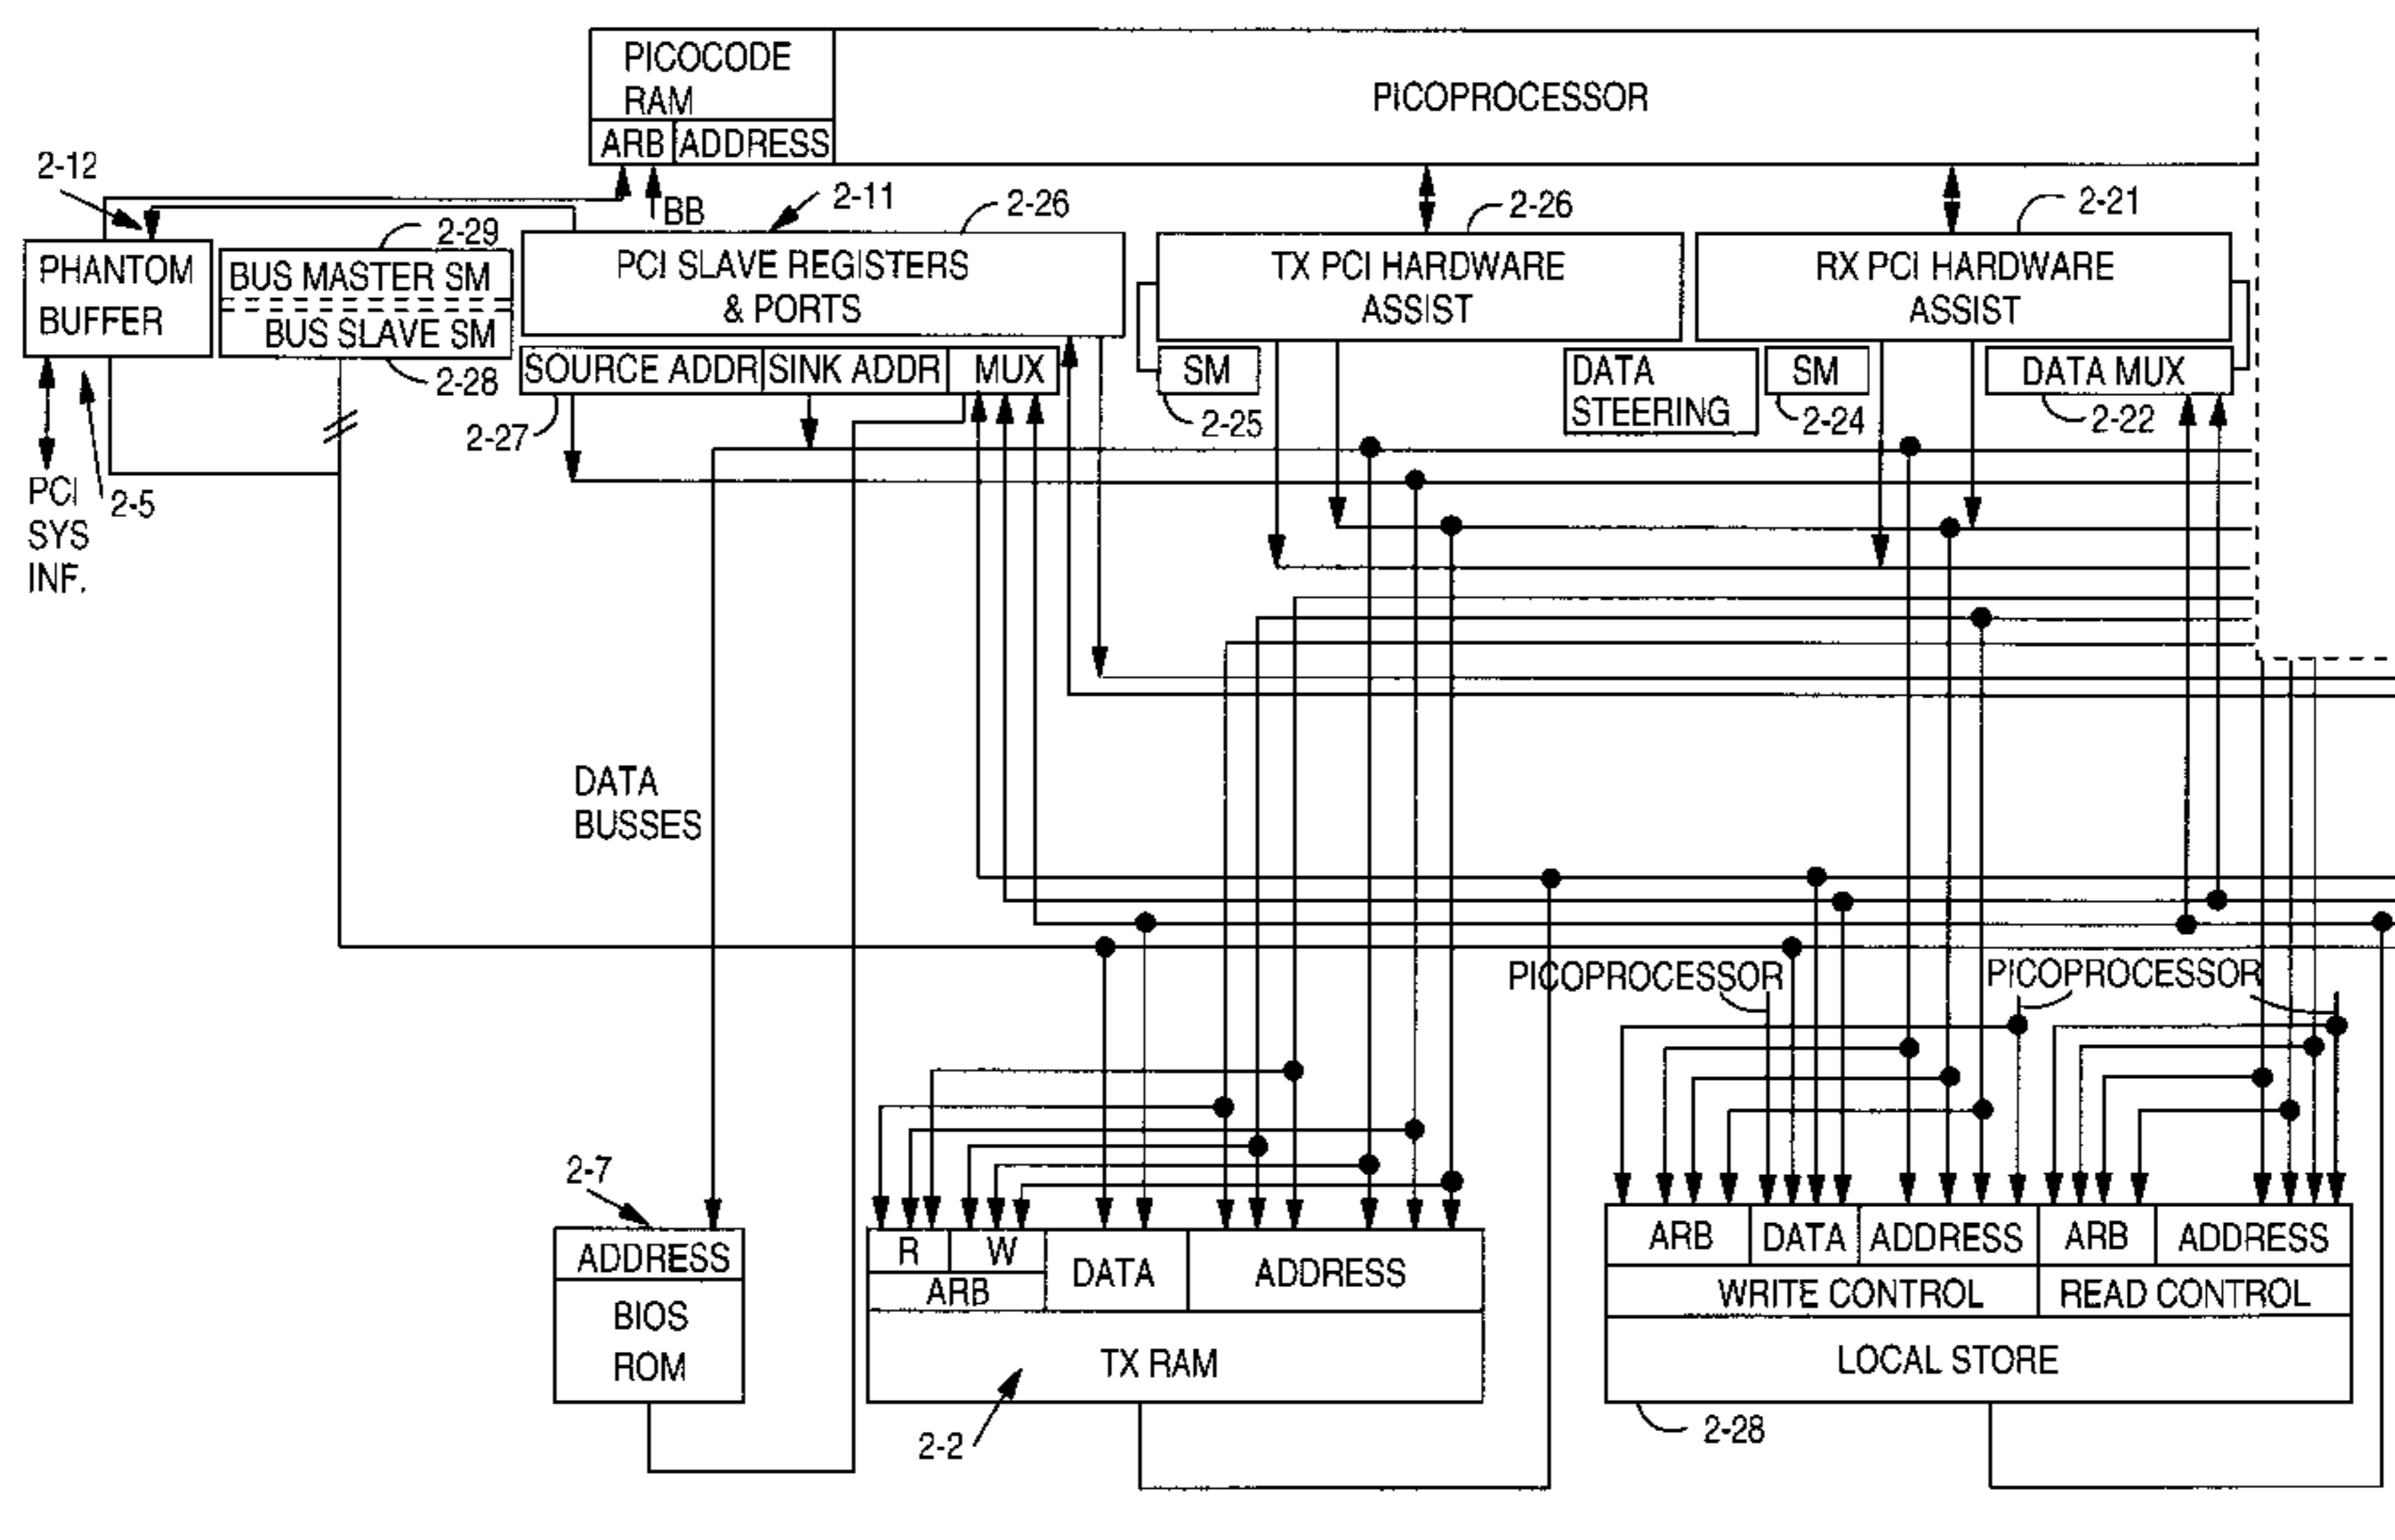 PICOCODE
RAM
ARB ADDRESS
PICOPROCESSOR
2-12
BB
2-11
2-26
2-26
2-21
2-29
PHANTOM
BUFFER
BUS MASTER SM
BUS SLAVE SM
PCI SLAVE REGISTERS
& PORTS
TX PCI HARDWARE
ASSIST
RX PCI HARDWARE
ASSIST
2-28
SOURCE ADDR SINK ADDR MUX
SM
DATA
STEERING
SM
DATA MUX
2-27
2-25
2-24
2-22
PCI
SYS
INF.
2-5
DATA
BUSSES
PICOPROCESSOR
PICOPROCESSOR
2-7
ADDRESS
BIOS
ROM
R W
ARB
DATA
ADDRESS
TX RAM
2-2
ARB DATA ADDRESS ARB ADDRESS
WRITE CONTROL READ CONTROL
LOCAL STORE
2-28